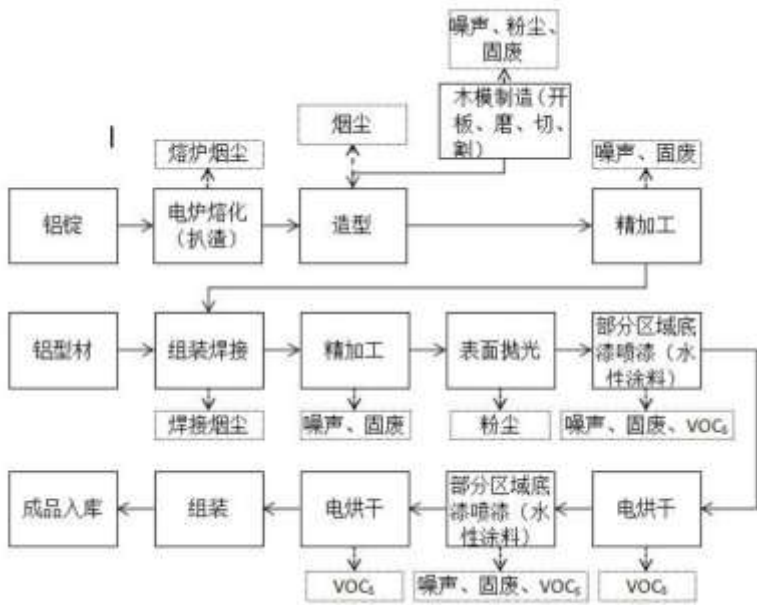 噪声、粉尘、
固废
木模制造（开
板、磨、切、
割）
烟尘
熔炉烟尘
噪声、固废
铝锭
电炉熔化
（扒渣）
造型
精加工
铝型材
组装焊接
精加工
表面抛光
部分区域底
漆喷漆（水
性涂料）
焊接烟尘
噪声、固废
粉尘
噪声、固废、VOCs
成品入库
组装
电烘干
部分区域底
漆喷漆（水
性涂料）
电烘干
VOCs
噪声、固废、VOCs
VOCs